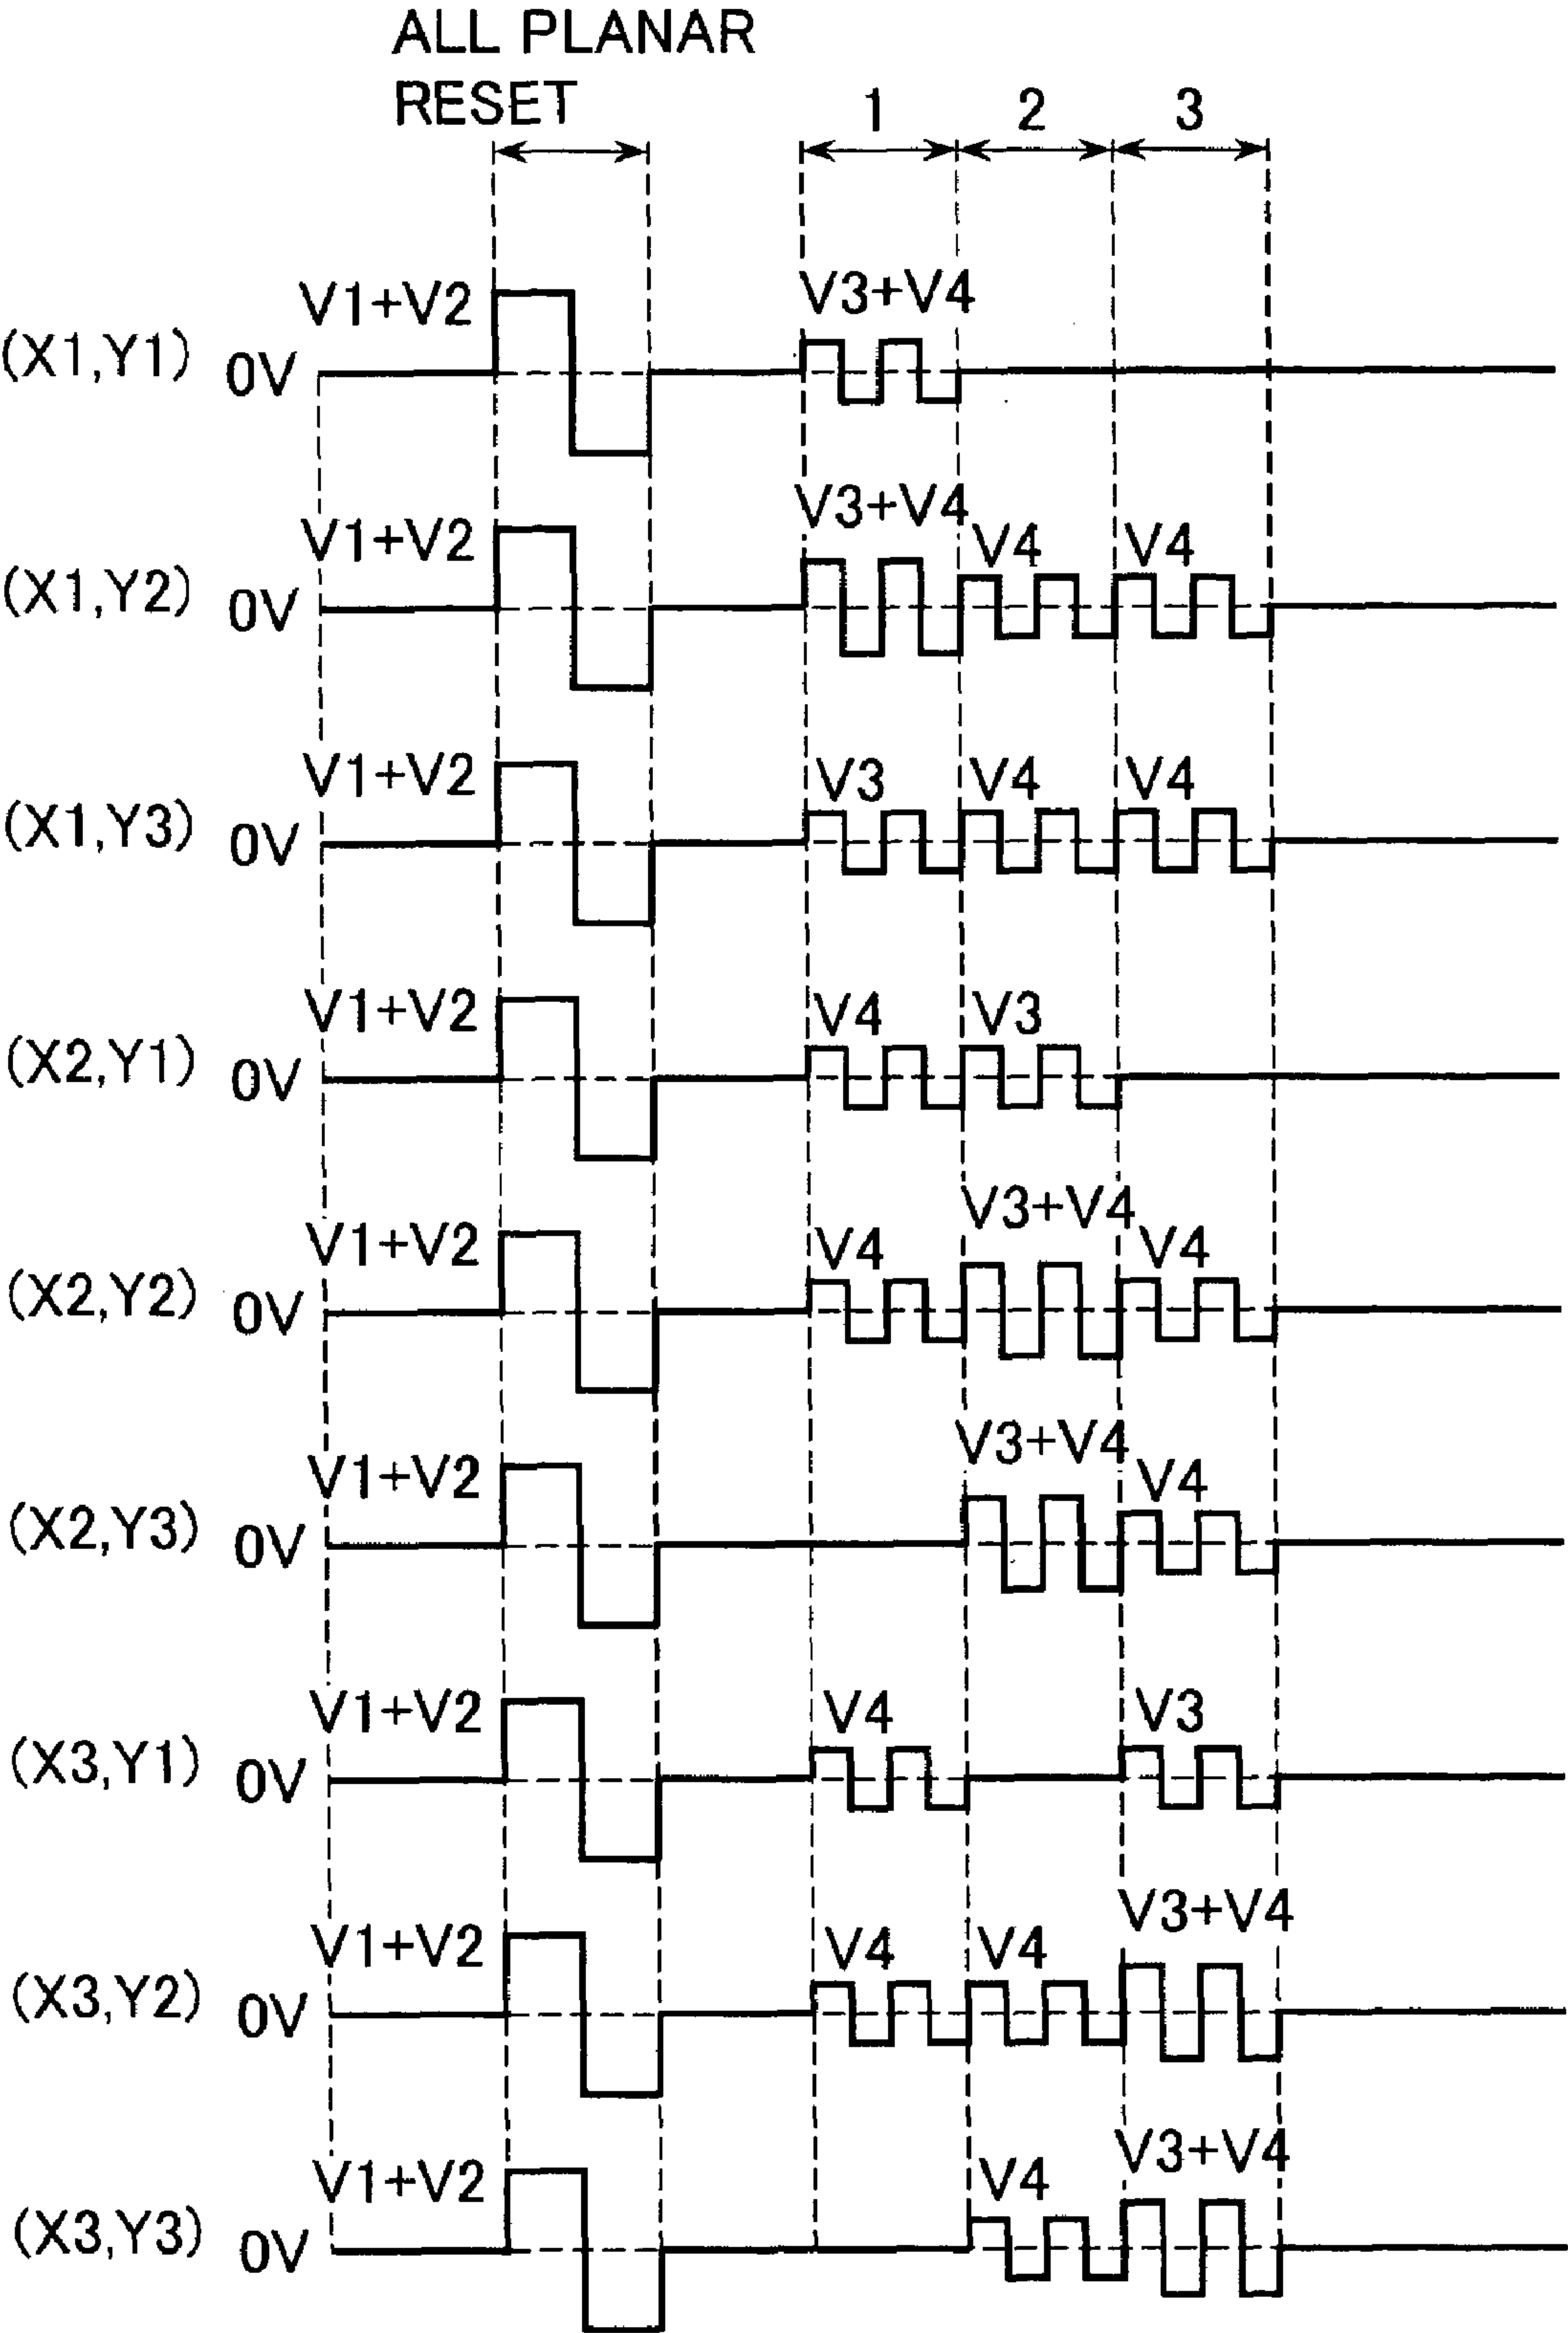 ALL PLANAR
RESET
1 2 3
V1+V2 V3+V4
(X1,Y1) 0V
V3+V4
V1+V2 V4 V4
(X1,Y2) 0V
V1+V2 V3 V4 V4
(X1,Y3) 0V
V1+V2 V4 V3
(X2,Y1) 0V
V3+V4
V1+V2 V4 V4
(X2,Y2) 0V
V3+V4
V1+V2 V4
(X2,Y3) 0V
V1+V2 V4 V3
(X3,Y1) 0V
V3+V4
V1+V2 V4 V4
(X3,Y2) 0V
V3+V4
V1+V2 V4
(X3,Y3) 0V